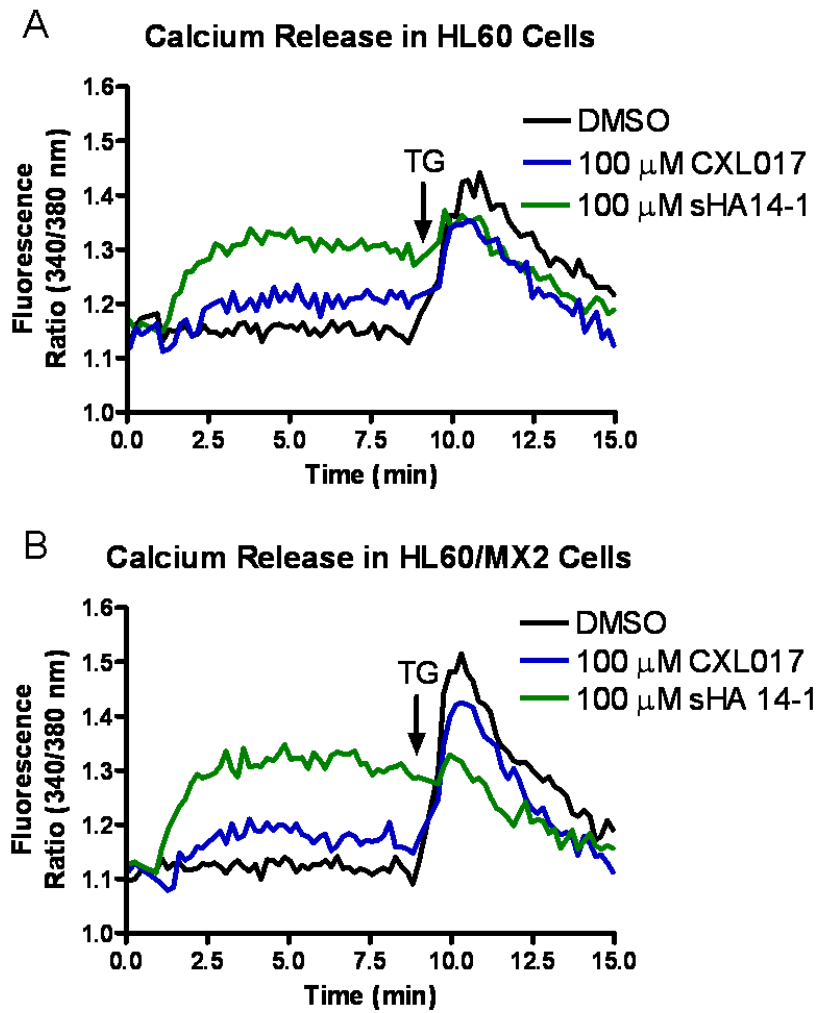 A
Calcium Release in HL60 Cells
1.6
1.5
1.4
1.3
1.2
1.1
1.0
Fluorescence
Ratio (340/380 nm)
DMSO
100 μM CXL017
100 μM sHA14-1
TG
0.0 2.5 5.0 7.5 10.0 12.5 15.0
Time (min)
B
Calcium Release in HL60/MX2 Cells
1.6
1.5
1.4
1.3
1.2
1.1
1.0
Fluorescence
Ratio (340/380 nm)
DMSO
100 μM CXL017
100 μM sHA 14-1
TG
0.0 2.5 5.0 7.5 10.0 12.5 15.0
Time (min)